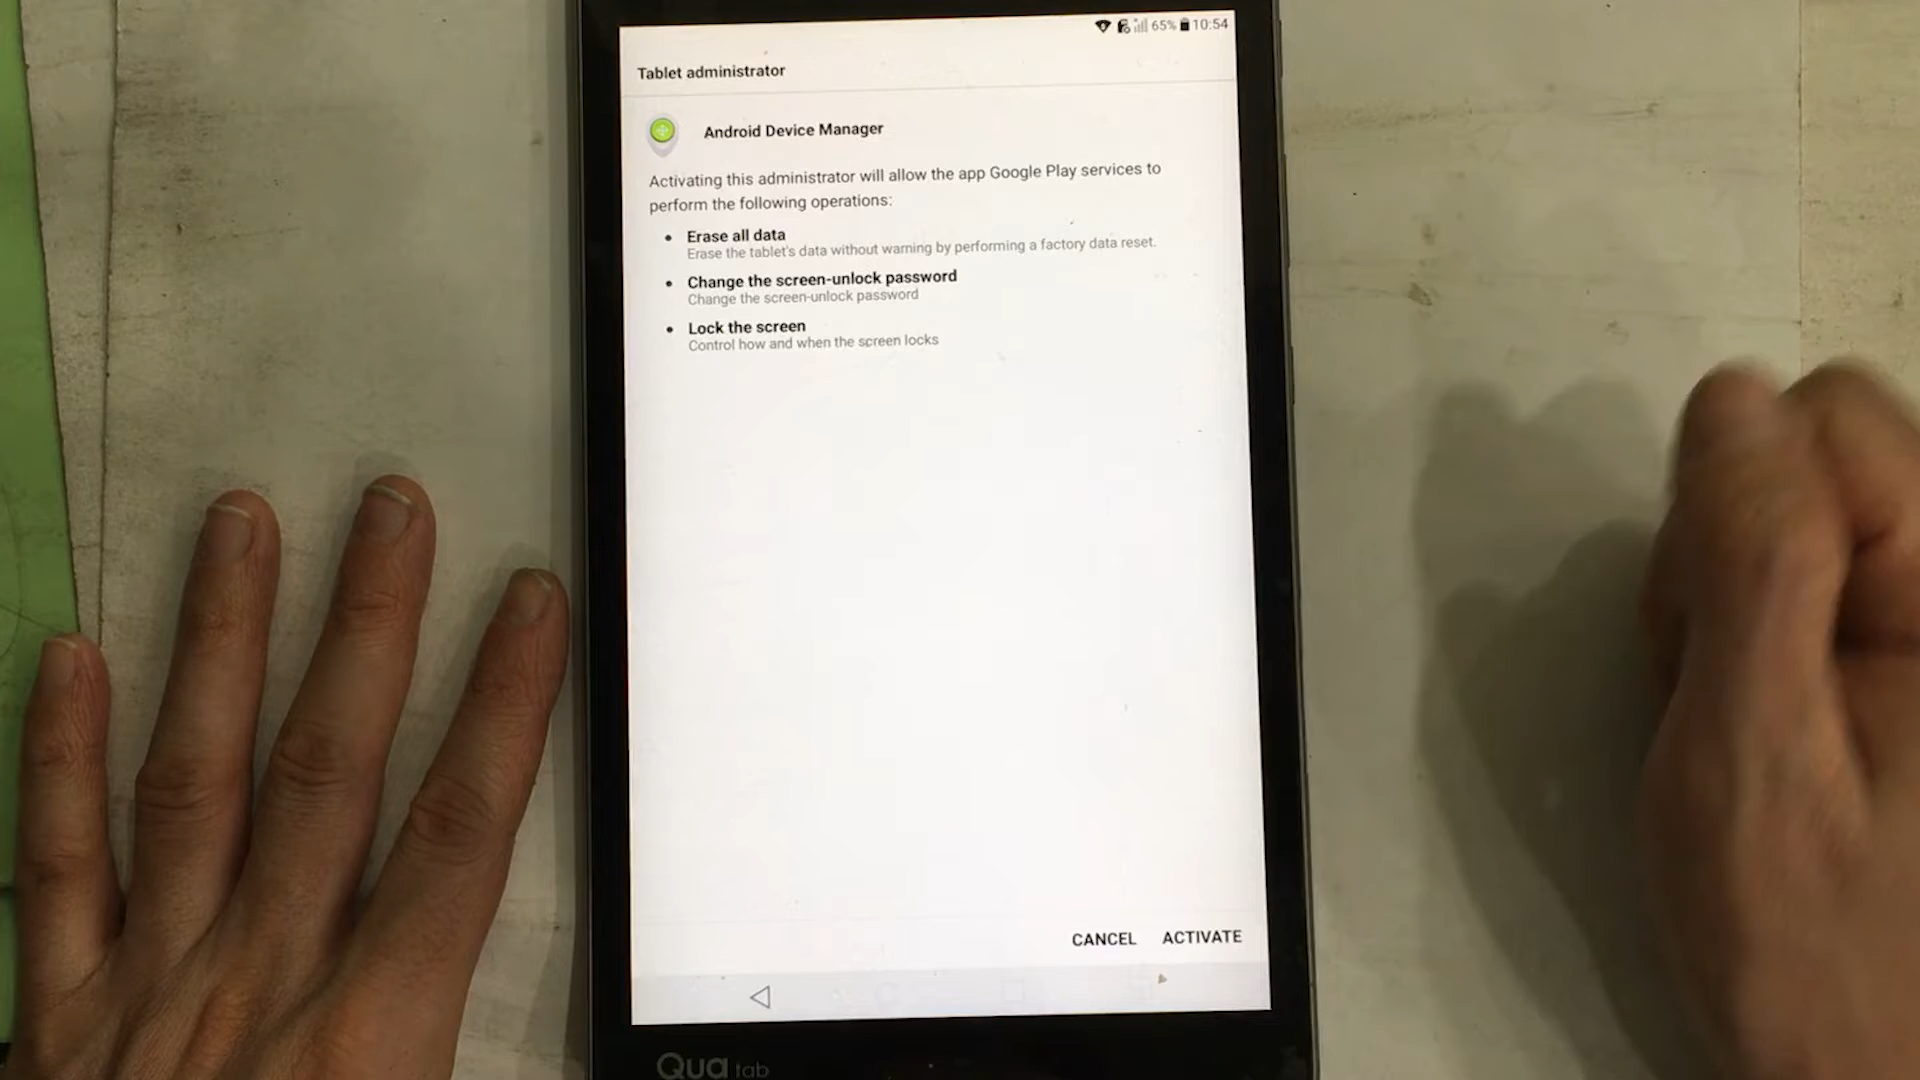 65% 10:54
Tablet administrator
Android Device Manager
Activating this administrator will allow the app Google Play services to
perform the following operations:
• Erase all data
Erase the tablet's data without warning by performing a factory data reset.
• Change the screen-unlock password
Change the screen-unlock password
• Lock the screen
Control how and when the screen locks
CANCEL ACTIVATE
Qua tab